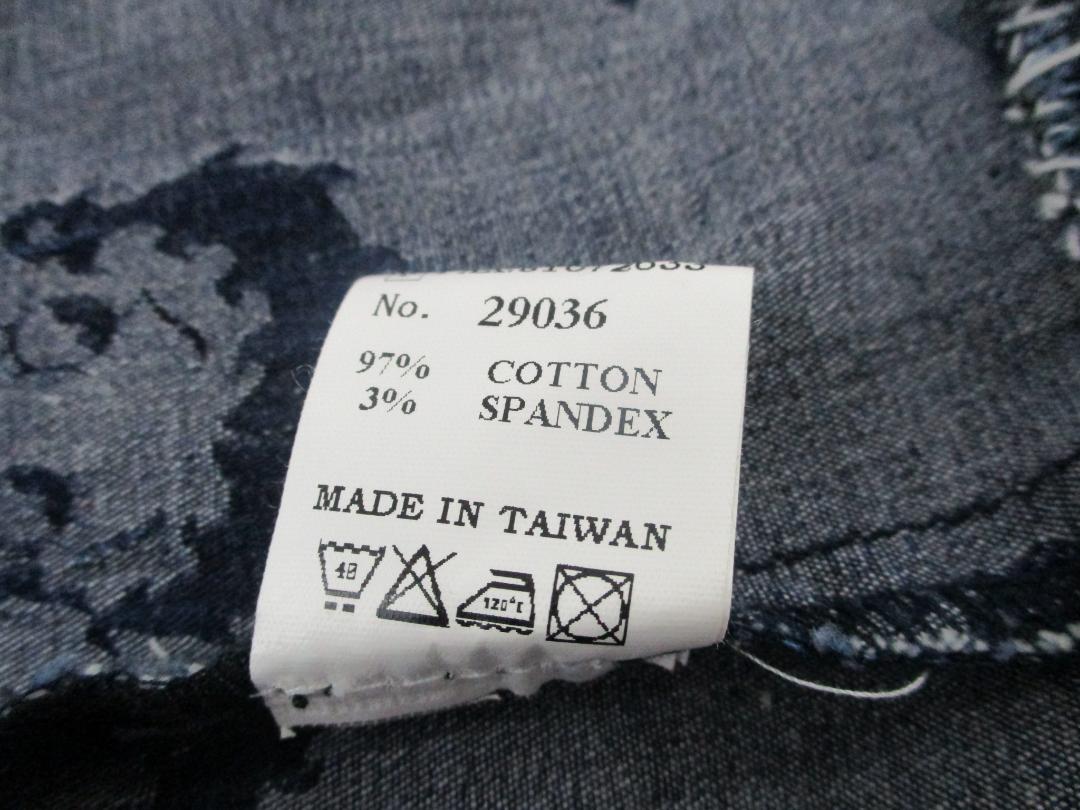 No. 29036
97% COTTON
3% SPANDEX
MADE IN TAIWAN
40 120°C